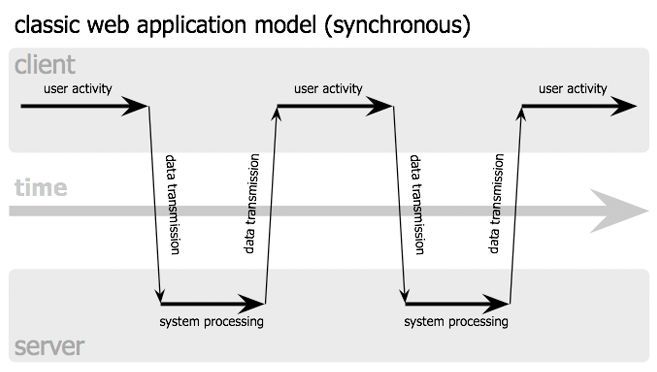 classic web application model (synchronous)
client
user activity
user activity
user activity
data transmission
data transmission
data transmission
data transmission
time
system processing
system processing
server